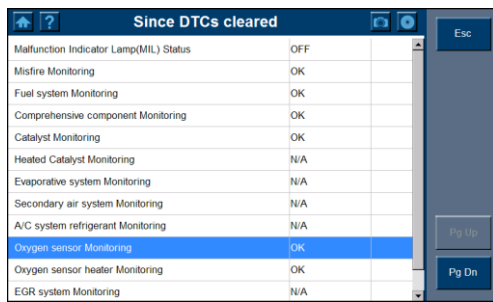 ? Since DTCs cleared
Esc
Malfunction Indicator Lamp(MIL) Status OFF
Misfire Monitoring OK
Fuel system Monitoring OK
Comprehensive component Monitoring OK
Catalyst Monitoring OK
Heated Catalyst Monitoring N/A
Evaporative system Monitoring N/A
Secondary air system Monitoring N/A
A/C system refrigerant Monitoring N/A
Pg Up
Oxygen sensor Monitoring OK
Oxygen sensor heater Monitoring OK
Pg Dn
EGR system Monitoring N/A